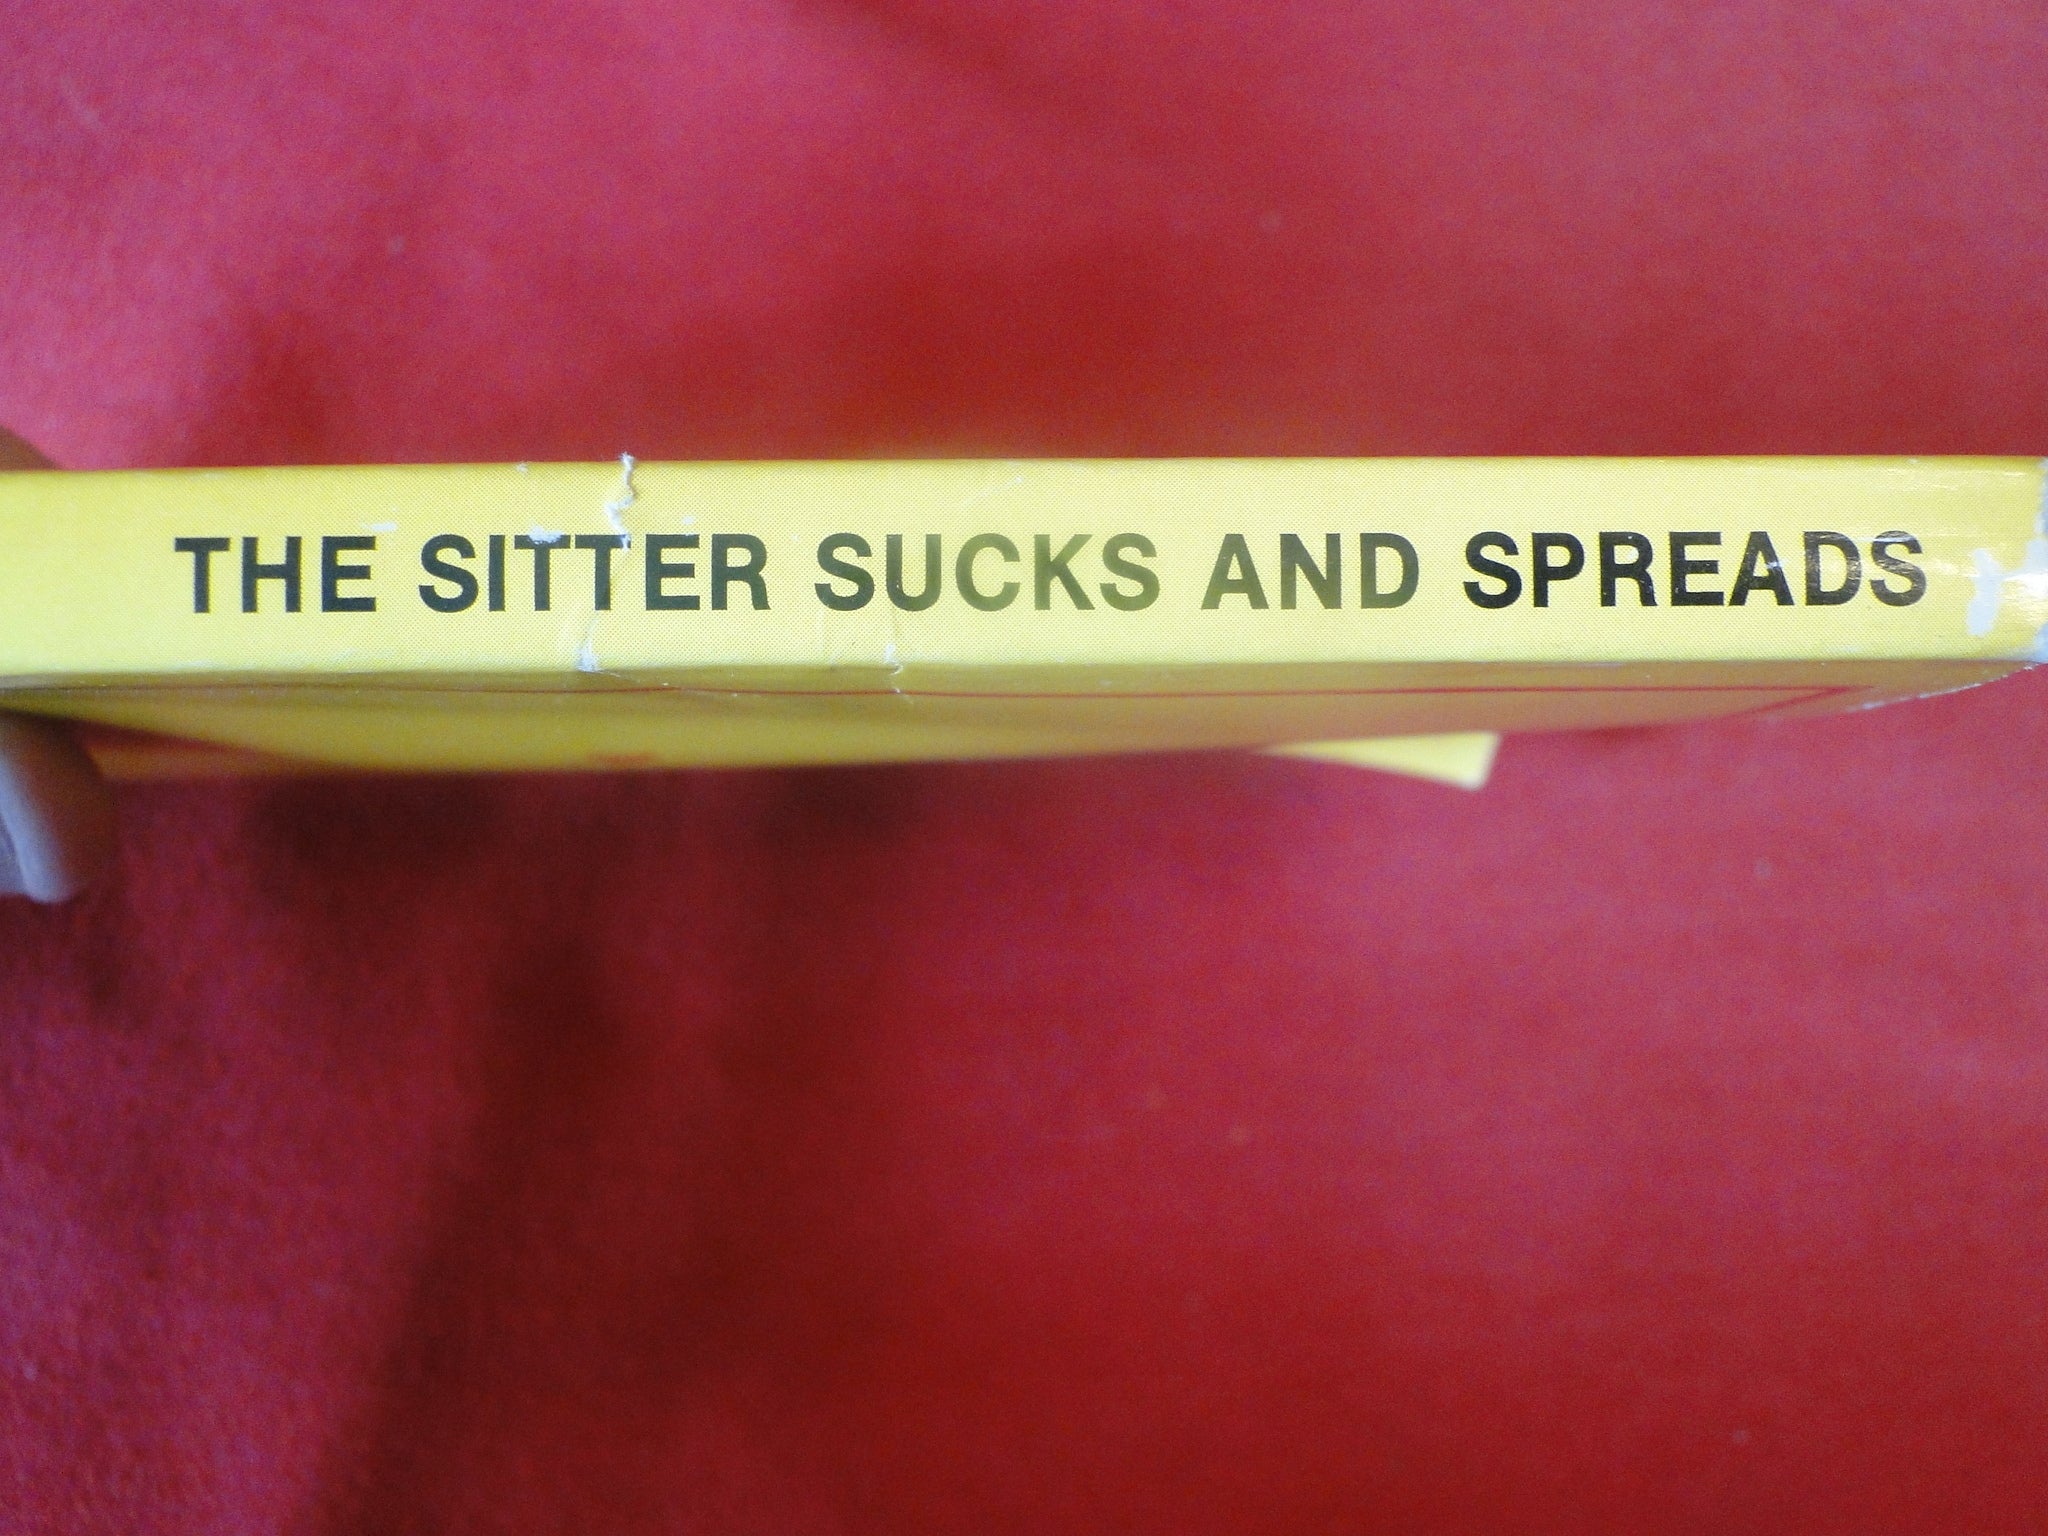 THE SITTER SUCKS AND SPREADS